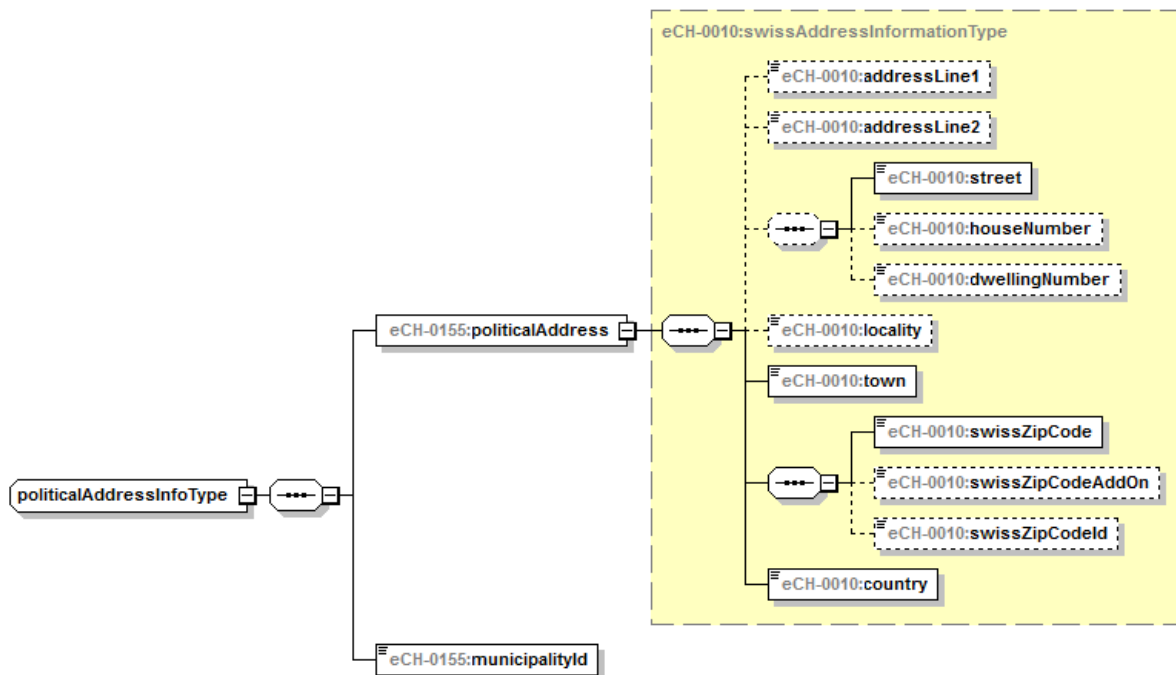 eCH-0010:swissAddressInformationType
eCH-0010:addressLine1
eCH-0010:addressLine2
eCH-0010:street
eCH-0010:houseNumber
eCH-0010:dwellingNumber
eCH-0155:politicalAddress
eCH-0010:locality
eCH-0010:town
eCH-0010:swissZipCode
politicalAddressInfoType
eCH-0010:swissZipCodeAddOn
eCH-0010:swissZipCodeId
eCH-0010:country
eCH-0155:municipalityId